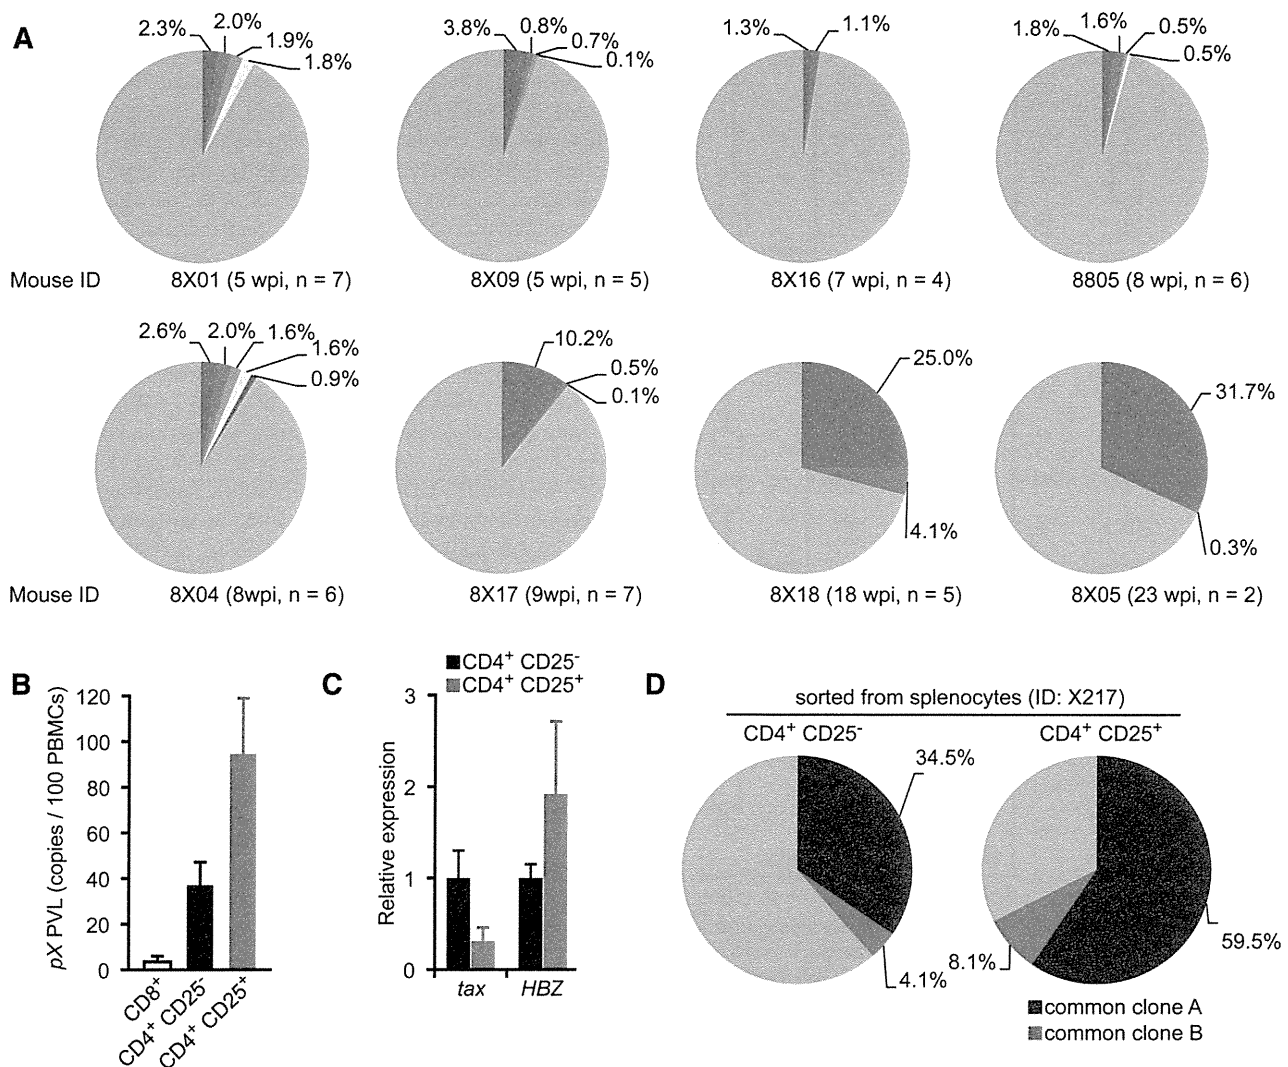 A
2.3% 2.0% 1.9% 1.8%
3.8% 0.8% 0.7% 0.1%
1.3% 1.1%
1.8% 1.6% 0.5% 0.5%
Mouse ID 8X01 (5 wpi, n = 7) 8X09 (5 wpi, n = 5) 8X16 (7 wpi, n = 4) 8805 (8 wpi, n = 6)
2.6% 2.0% 1.6% 1.6% 0.9%
10.2% 0.5% 0.1%
25.0% 4.1%
31.7% 0.3%
Mouse ID 8X04 (8wpi, n = 6) 8X17 (9wpi, n = 7) 8X18 (18 wpi, n = 5) 8X05 (23 wpi, n = 2)
B
pX PVL (copies / 100 PBMCs)
120
100
80
60
40
20
0
CD8+
CD4+ CD25-
CD4+ CD25+
C
CD4+ CD25-
CD4+ CD25+
Relative expression
3
2
1
0
tax HBZ
D
sorted from splenocytes (ID: X217)
CD4+ CD25- CD4+ CD25+
34.5%
4.1%
59.5%
8.1%
common clone A
common clone B